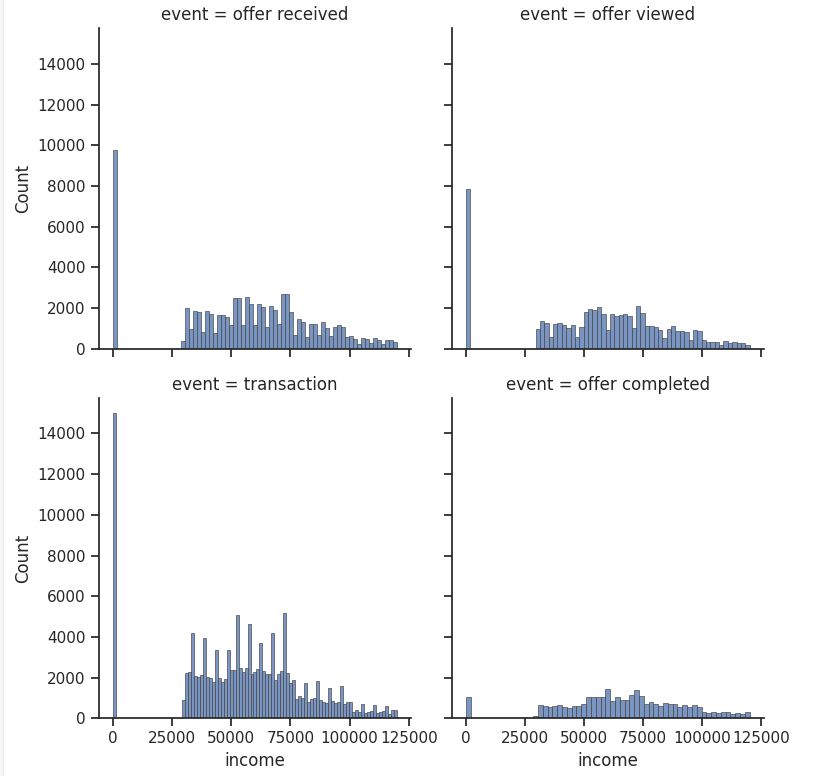 event = offer received
event = offer viewed
14000
12000
10000
8000
6000
4000
2000
0
Count
event = transaction
event = offer completed
14000
12000
10000
8000
6000
4000
2000
0
Count
0 25000 50000 75000 100000 125000
0 25000 50000 75000 100000 125000
income
income